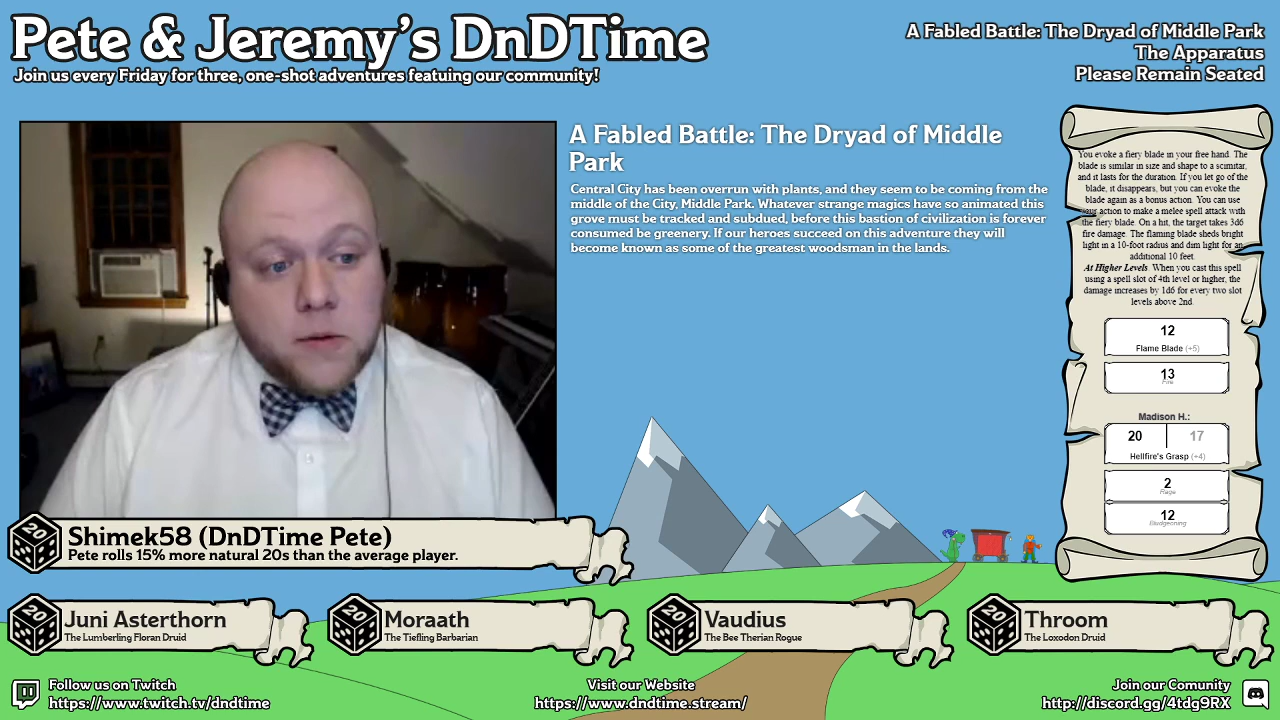 Pete & Jeremy's DnDTime
Join us every Friday for three, one-shot adventures featuing our community!
A Fabled Battle: The Dryad of Middle Park
The Apparatus
Please Remain Seated
A Fabled Battle: The Dryad of Middle
Park
Central City has been overrun with plants, and they seem to be coming from the
middle of the City, Middle Park. Whatever strange magics have so animated this
grove must be tracked and subdued, before this bastion of civilization is forever
consumed be greenery. If our heroes succeed on this adventure they will
become known as some of the greatest woodsman in the lands.
You evoke a fiery blade in your free hand. The
blade is similar in size and shape to a scimitar,
and it lasts for the duration. If you let go of the
blade, it disappears, but you can evoke the
blade again as a bonus action. You can use
your action to make a melee spell attack with
the fiery blade. On a hit, the target takes 3d6
fire damage. The flaming blade sheds bright
light in a 10-foot radius and dim light for an
additional 10 feet.
At Higher Levels. When you cast this spell
using a spell slot of 4th level or higher, the
damage increases by 1d6 for every two slot
levels above 2nd.
12
Flame Blade (+5)
13
Fire
Madison H.:
20 17
Hellfire's Grasp (+4)
2
Rage
12
Bludgeoning
20
Shimek58 (DnDTime Pete)
Pete rolls 15% more natural 20s than the average player.
20
Juni Asterthorn
The Lumberling Floran Druid
20
Moraath
The Tiefling Barbarian
20
Vaudius
The Bee Therian Rogue
20
Throom
The Loxodon Druid
Follow us on Twitch
https://www.twitch.tv/dndtime
Visit our Website
https://www.dndtime.stream/
Join our Comunity
http://discord.gg/4tdg9RX